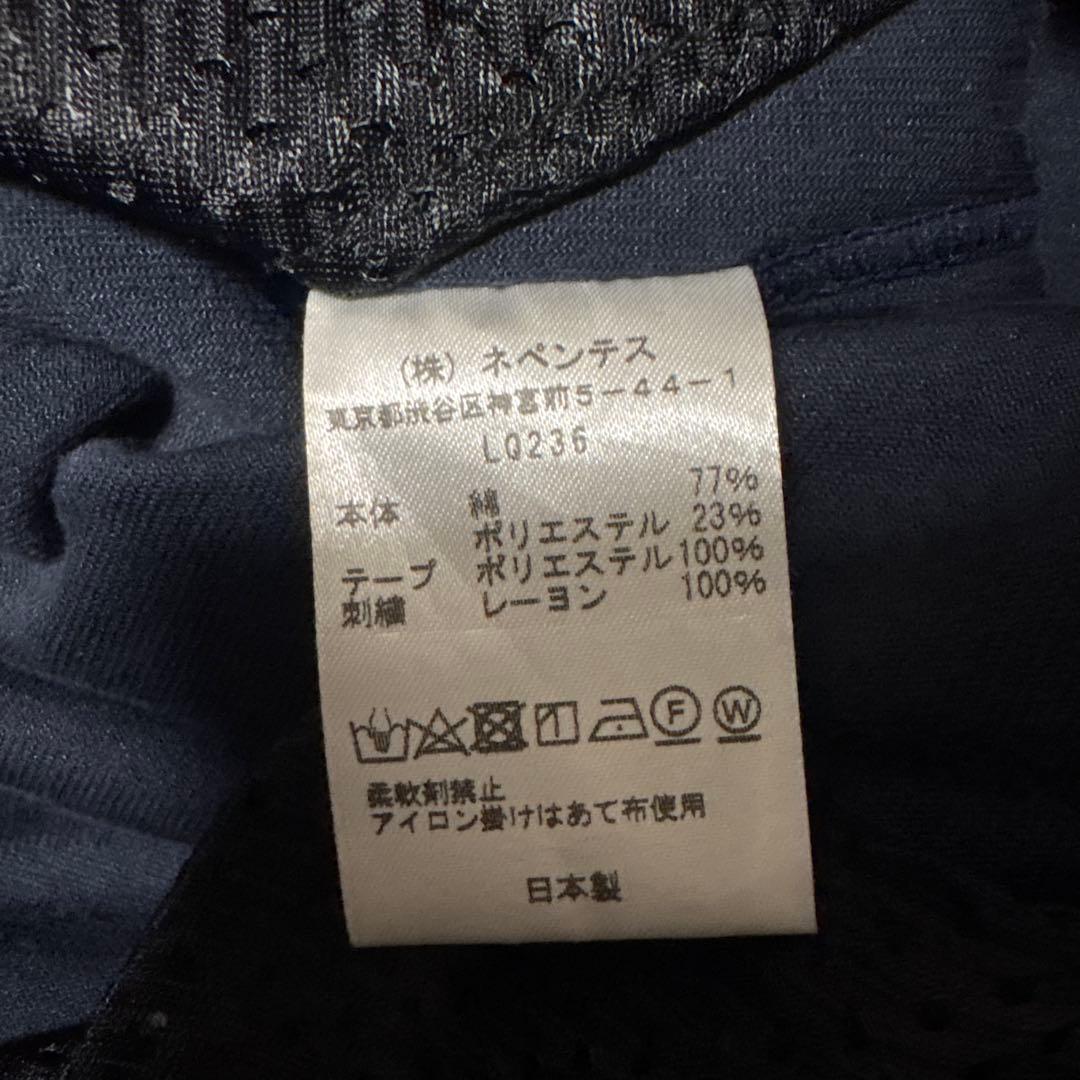 (株) ネペンテス
東京都渋谷区神宮前5-44-1
LQ236
本体 綿 77%
ポリエステル 23%
テープ ポリエステル 100%
刺繍 レーヨン 100%
F W
柔軟剤禁止
アイロン掛けはあて布使用
日本製